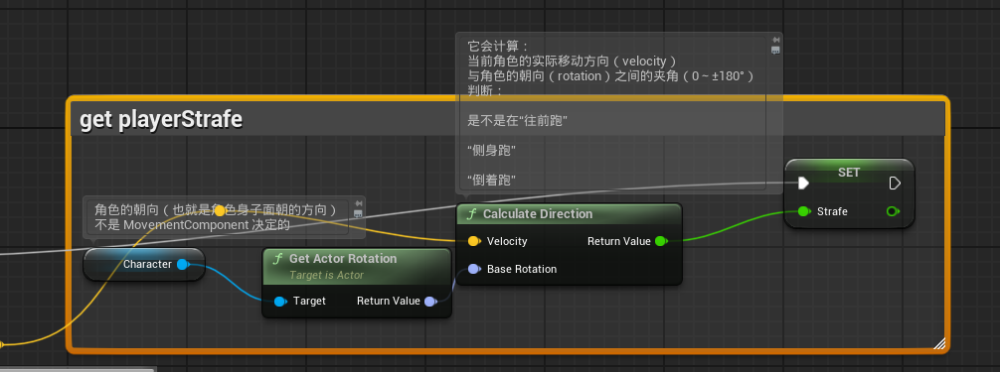 它会计算：
当前角色的实际移动方向（velocity）
与角色的朝向（rotation）之间的夹角（0 ~ ±180°）
判断：
是不是在“往前跑”
“侧身跑”
“倒着跑”
get playerStrafe
SET
角色的朝向（也就是角色身子面朝的方向）
不是 MovementComponent 决定的
f Calculate Direction
Strafe
Velocity
Return Value
f Get Actor Rotation
Target is Actor
Character
Base Rotation
Target
Return Value